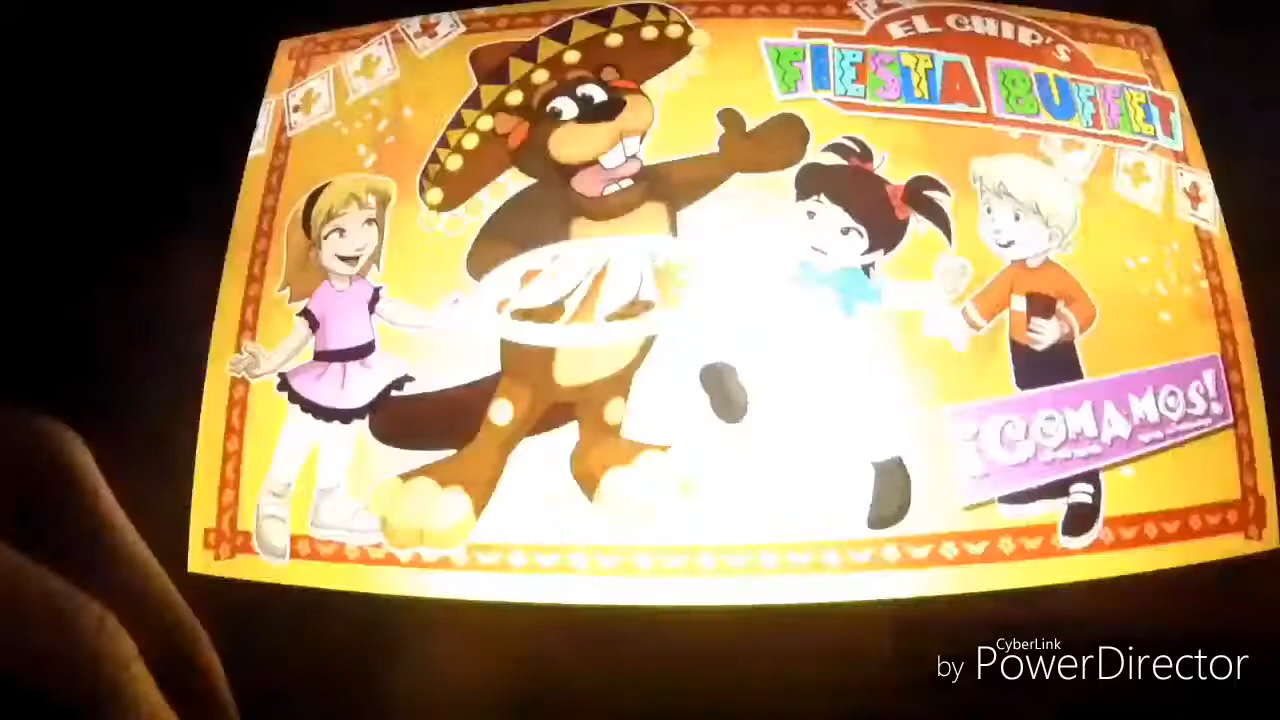 EL CHIP'S
FIESTA BUFFET
¡COMAMOS!
CyberLink
by PowerDirector